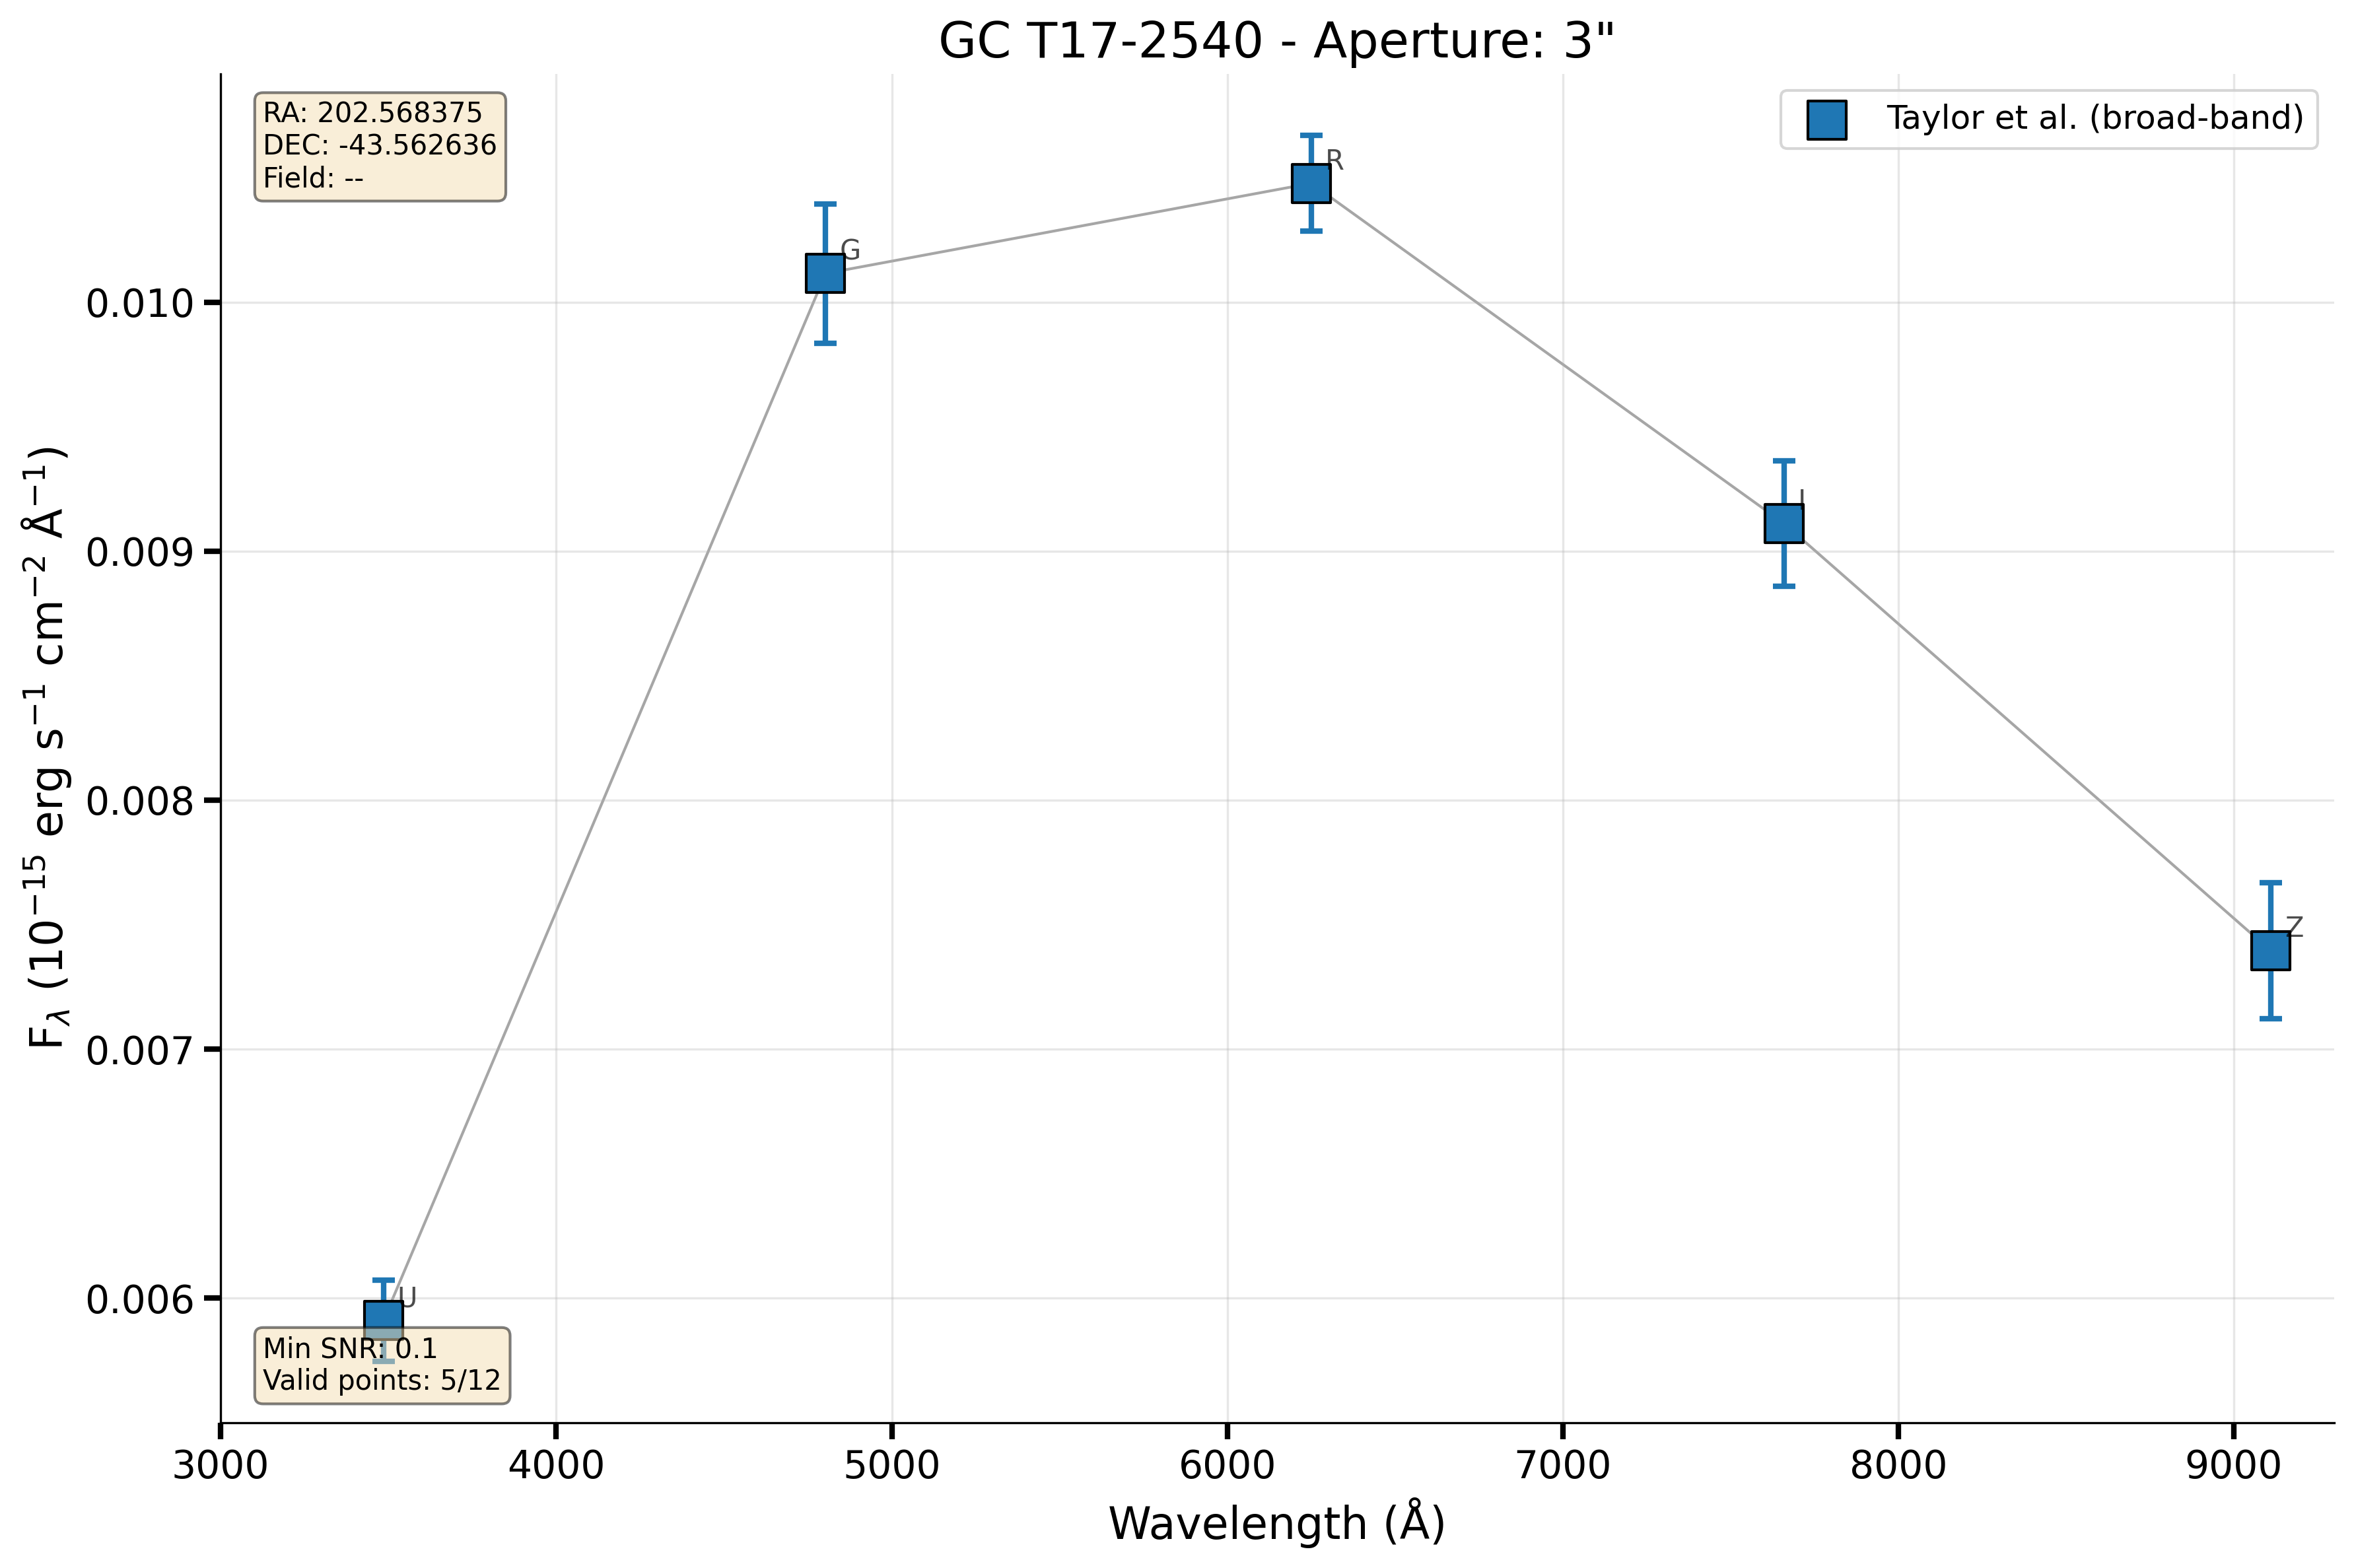 GC T17-2540 - Aperture: 3"
RA: 202.568375
DEC: -43.562636
Field: --
Taylor et al. (broad-band)
R
G
I
Z
U
Min SNR: 0.1
Valid points: 5/12
0.010
0.009
0.008
0.007
0.006
F_λ (10⁻¹⁵ erg s⁻¹ cm⁻² Å⁻¹)
3000 4000 5000 6000 7000 8000 9000
Wavelength (Å)